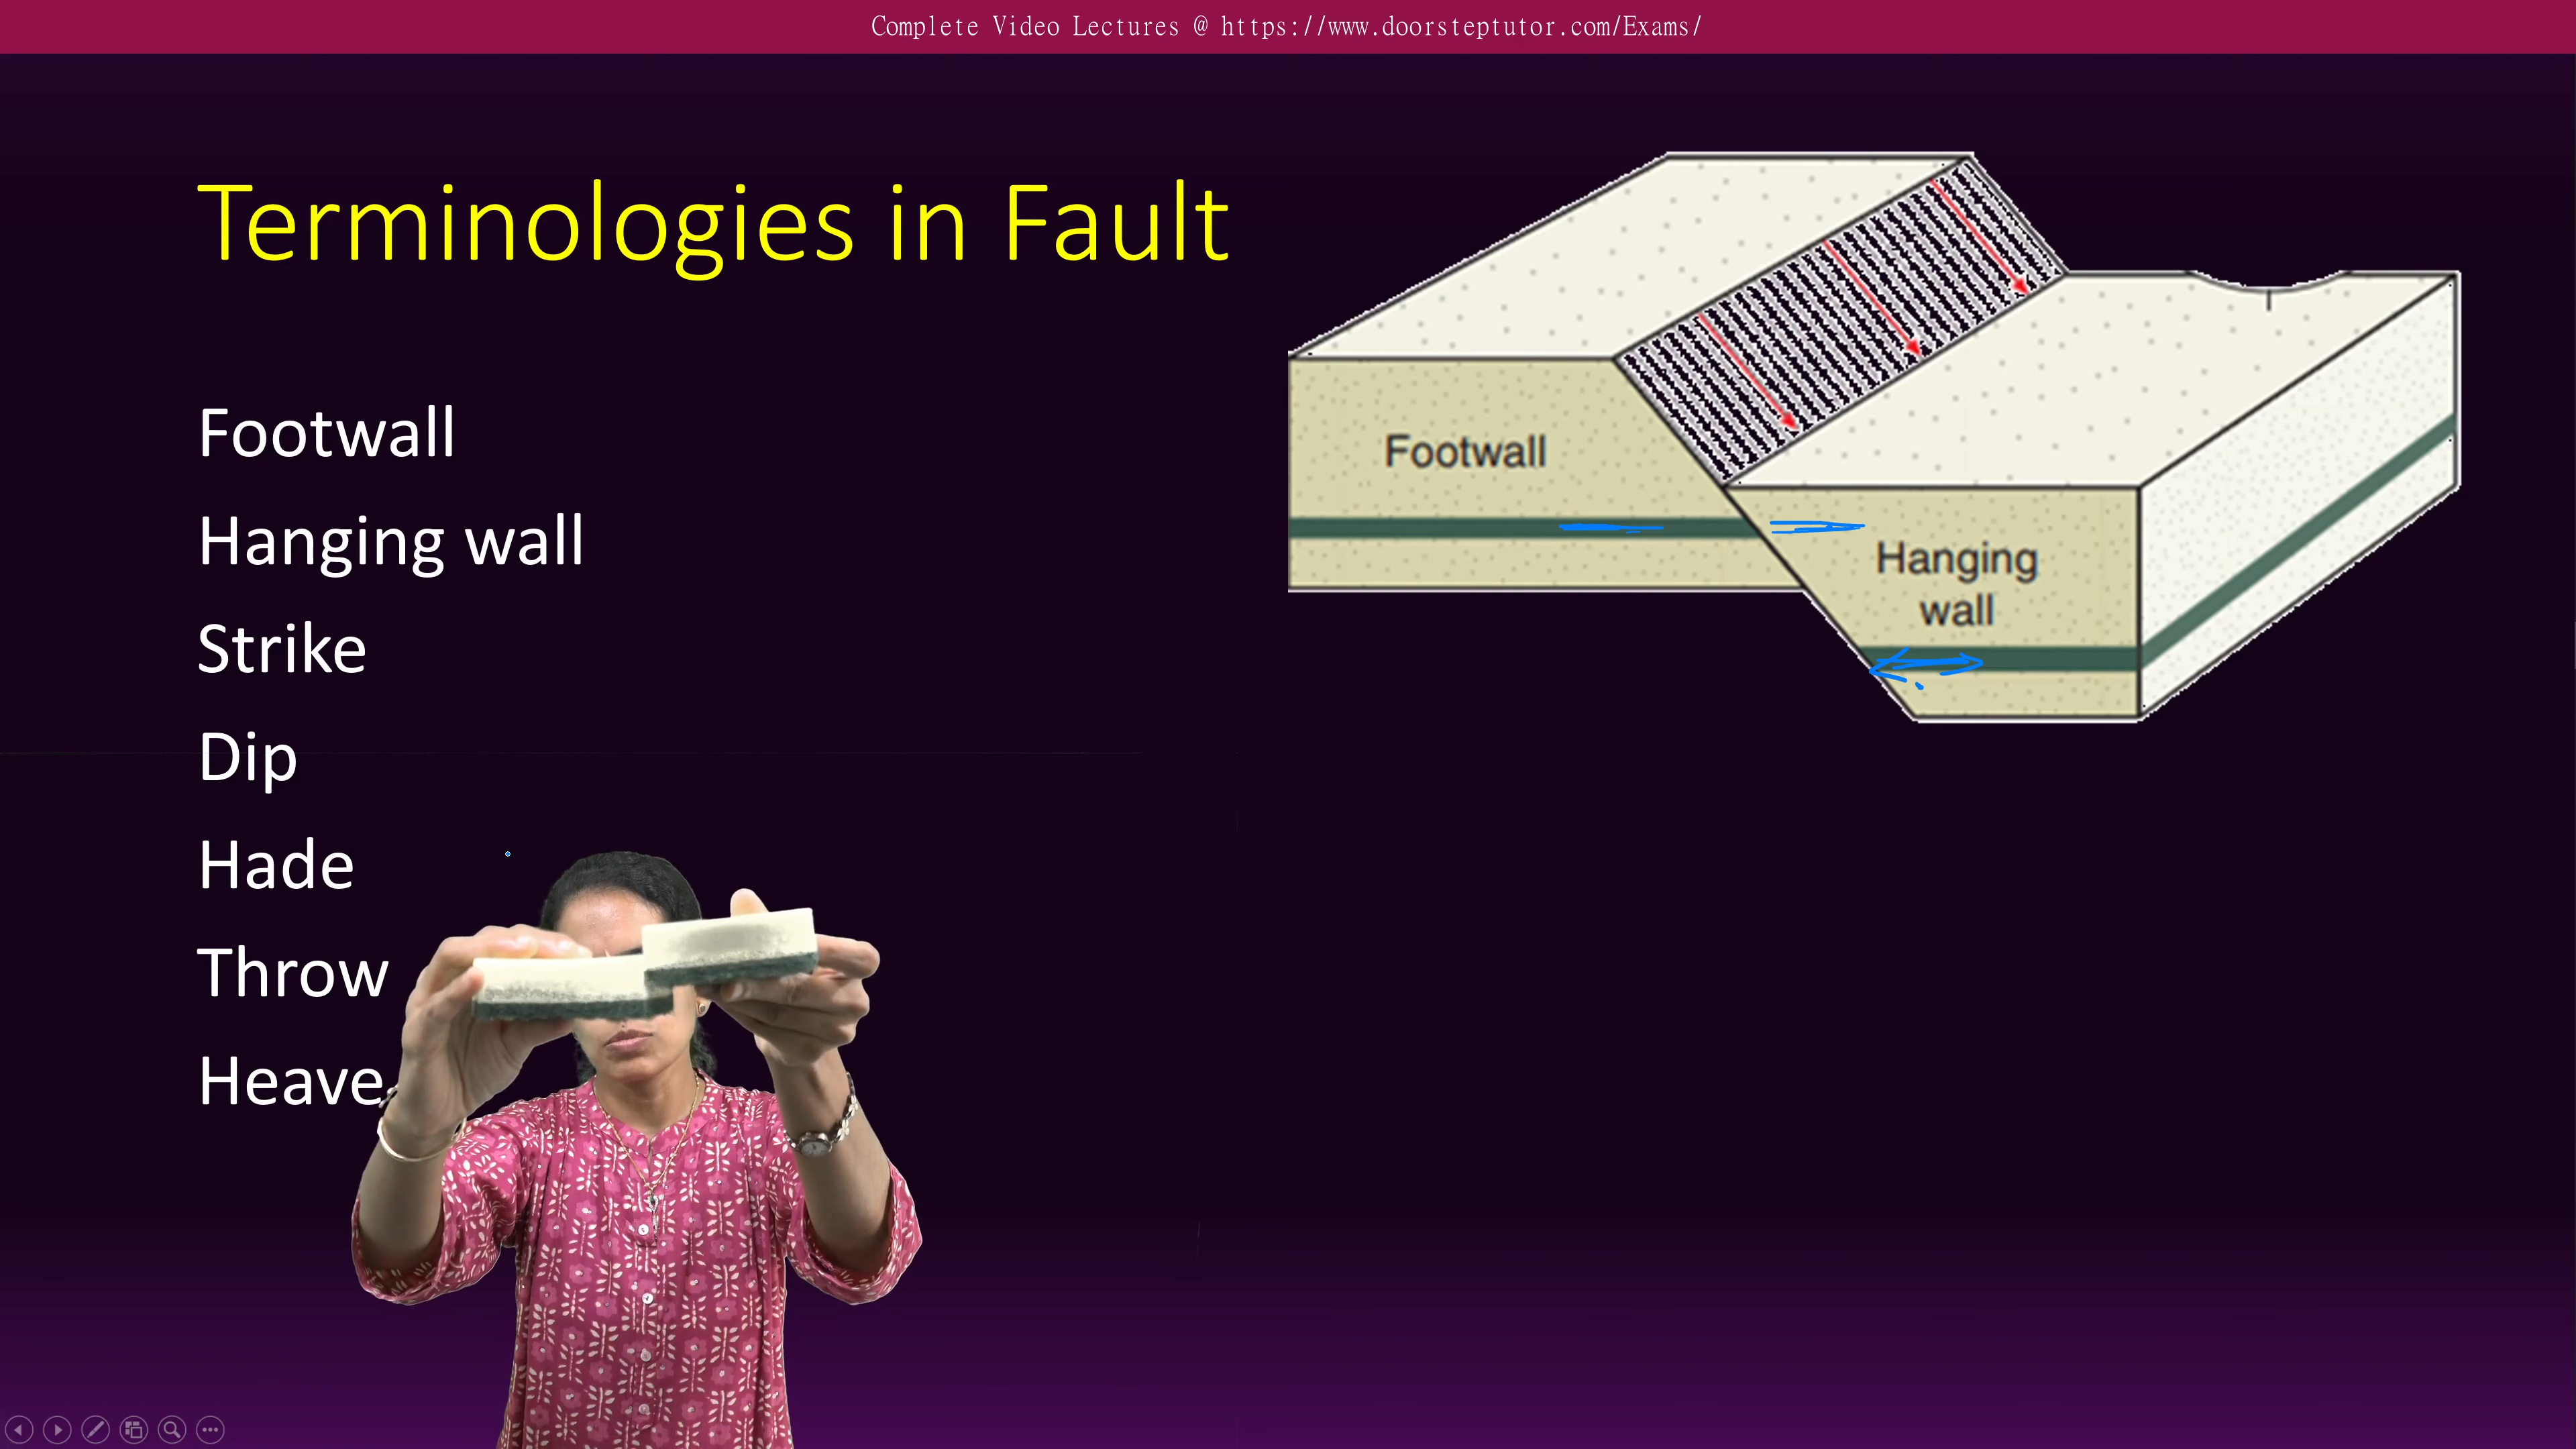 Complete Video Lectures @ https://www.doorsteptutor.com/Exams/
Terminologies in Fault
Footwall
Hanging wall
Strike
Dip
Hade
Throw
Heave
Footwall
Hanging
wall